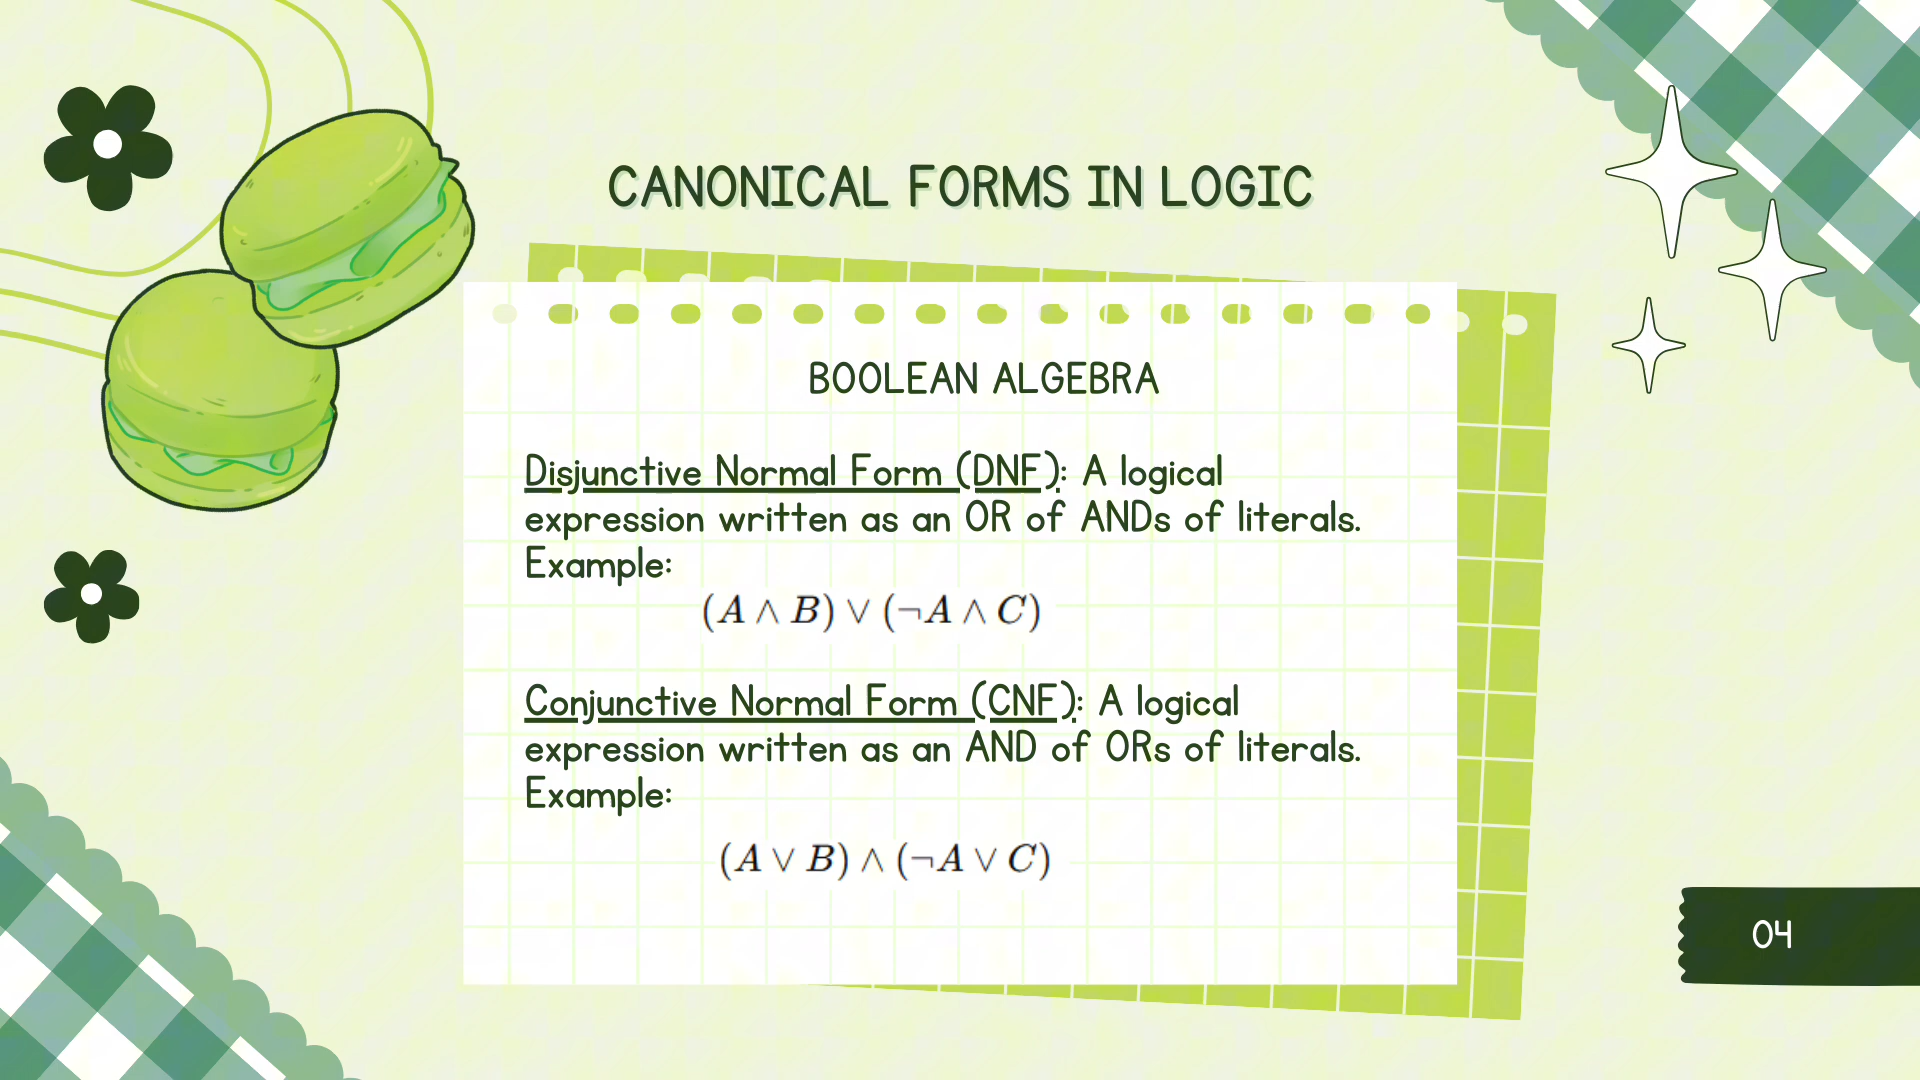 CANONICAL FORMS IN LOGIC
BOOLEAN ALGEBRA
Disjunctive Normal Form (DNF): A logical
expression written as an OR of ANDs of literals.
Example:
(A ∧ B) ∨ (¬A ∧ C)
Conjunctive Normal Form (CNF): A logical
expression written as an AND of ORs of literals.
Example:
(A ∨ B) ∧ (¬A ∨ C)
04